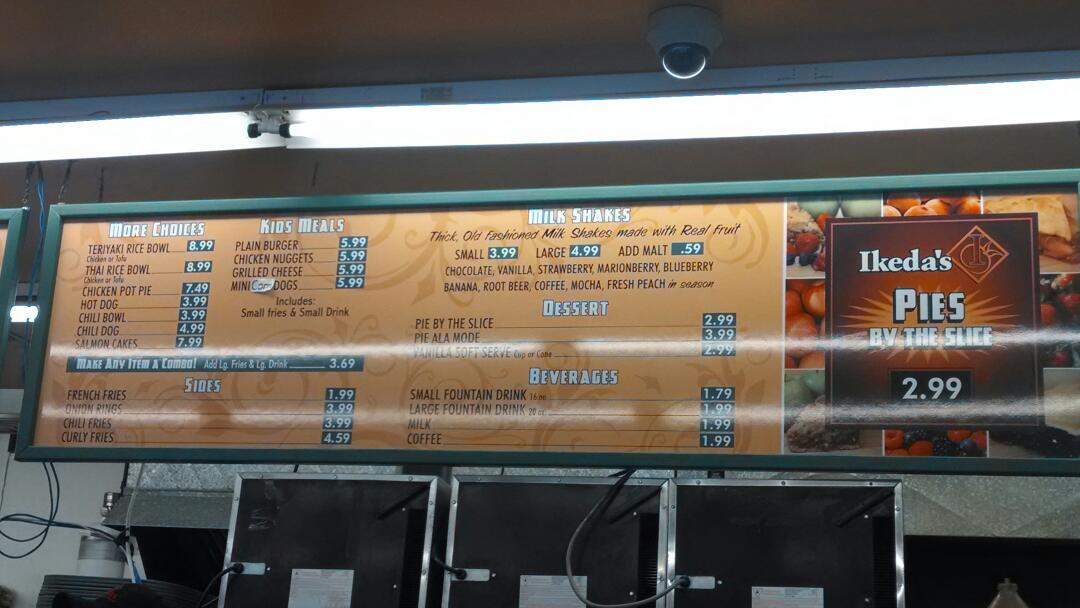 MORE CHOICES
TERIYAKI RICE BOWL 8.99
Chicken or Tofu
THAI RICE BOWL 8.99
Chicken or Tofu
CHICKEN POT PIE 7.49
HOT DOG 3.99
CHILI BOWL 3.99
CHILI DOG 4.99
SALMON CAKES 7.99
MAKE ANY ITEM A COMBO! Add Lg. Fries & Lg. Drink 3.69
SIDES
FRENCH FRIES 1.99
ONION RINGS 3.99
CHILI FRIES 3.99
CURLY FRIES 4.59
KIDS MEALS
PLAIN BURGER 5.99
CHICKEN NUGGETS 5.99
GRILLED CHEESE 5.99
MINI Corn DOGS 5.99
Includes:
Small fries & Small Drink
MILK SHAKES
Thick, Old Fashioned Milk Shakes made with Real fruit
SMALL 3.99 LARGE 4.99 ADD MALT .59
CHOCOLATE, VANILLA, STRAWBERRY, MARIONBERRY, BLUEBERRY
BANANA, ROOT BEER, COFFEE, MOCHA, FRESH PEACH in season
DESSERT
PIE BY THE SLICE 2.99
PIE ALA MODE 3.99
VANILLA SOFT SERVE Cup or Cone 2.99
BEVERAGES
SMALL FOUNTAIN DRINK 16 oz. 1.79
LARGE FOUNTAIN DRINK 20 oz. 1.99
MILK 1.99
COFFEE 1.99
Ikeda's
PIES
BY THE SLICE
2.99